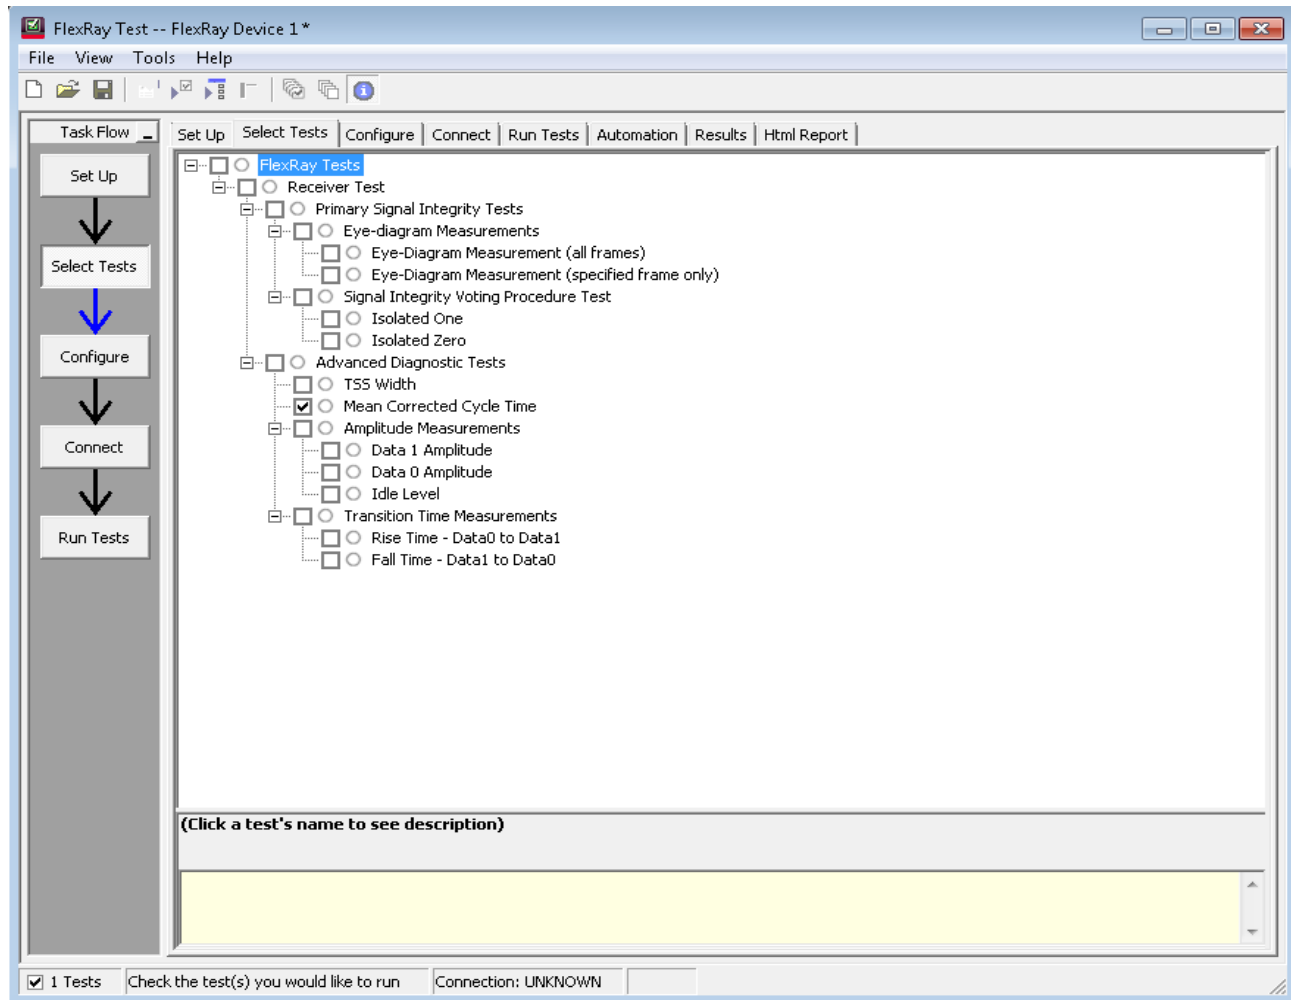 FlexRay Test -- FlexRay Device 1 *
File View Tools Help
Task Flow
Set Up Select Tests Configure Connect Run Tests Automation Results Html Report
Set Up
Select Tests
Configure
Connect
Run Tests
FlexRay Tests
Receiver Test
Primary Signal Integrity Tests
Eye-diagram Measurements
Eye-Diagram Measurement (all frames)
Eye-Diagram Measurement (specified frame only)
Signal Integrity Voting Procedure Test
Isolated One
Isolated Zero
Advanced Diagnostic Tests
TSS Width
Mean Corrected Cycle Time
Amplitude Measurements
Data 1 Amplitude
Data 0 Amplitude
Idle Level
Transition Time Measurements
Rise Time - Data0 to Data1
Fall Time - Data1 to Data0
(Click a test's name to see description)
1 Tests Check the test(s) you would like to run Connection: UNKNOWN